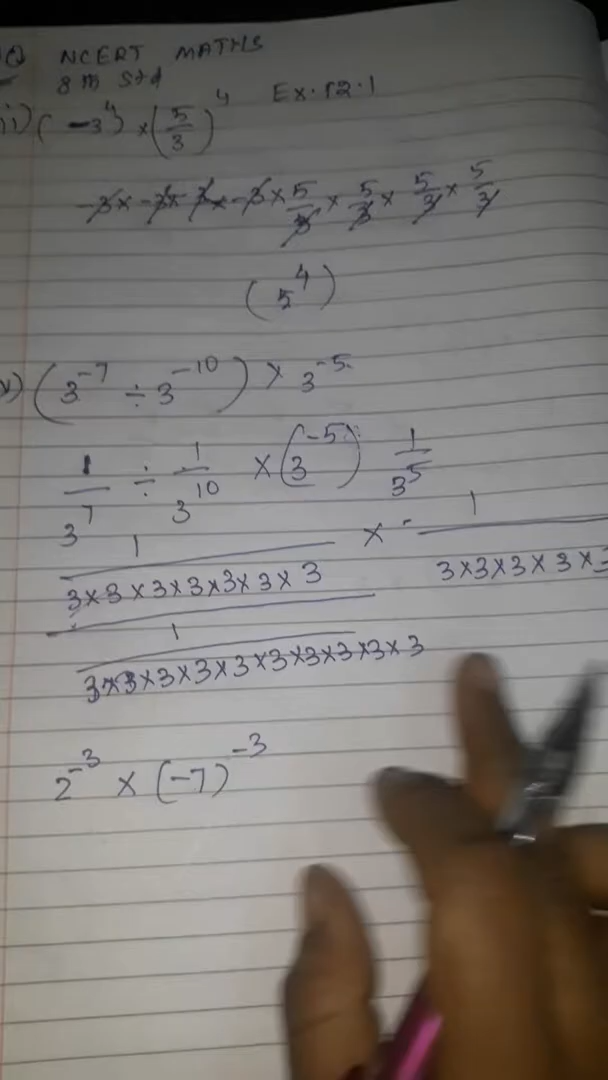 Q NCERT MATHS
8th Std Ex.12.1
ii) (-3⁴) × (5/3)⁴
-3 × -3 × -3 × -3 × 5/3 × 5/3 × 5/3 × 5/3
(5⁴)
v) (3⁻⁷ ÷ 3⁻¹⁰) × 3⁻⁵
1/3⁷ ÷ 1/3¹⁰ × (3⁻⁵) 1/3⁵
1 × 1
3×3×3×3×3×3×3 3×3×3×3×3
1
3×3×3×3×3×3×3×3×3×3
2⁻³ × (-7)⁻³